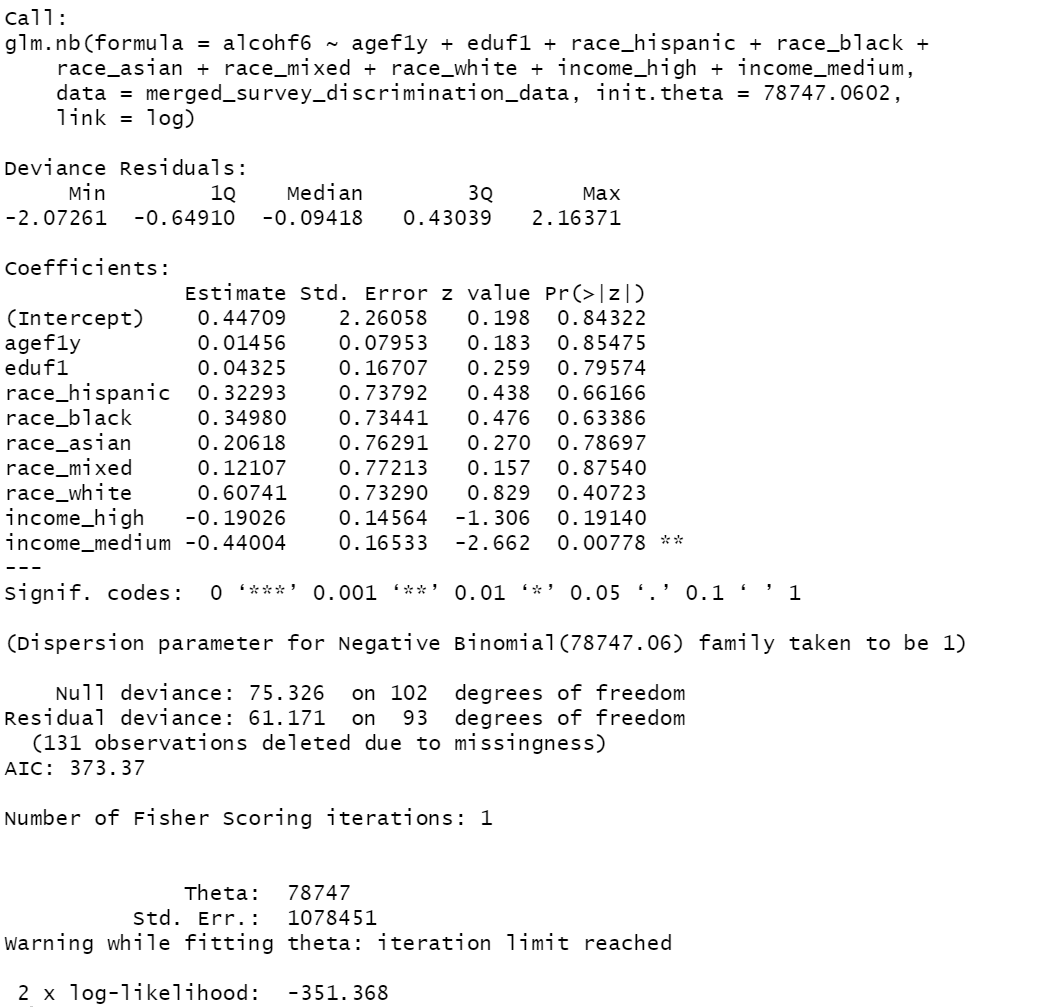 Call:
glm.nb(formula = alcohf6 ~ agef1y + eduf1 + race_hispanic + race_black +
    race_asian + race_mixed + race_white + income_high + income_medium,
    data = merged_survey_discrimination_data, init.theta = 78747.0602,
    link = log)

Deviance Residuals:
     Min        1Q    Median        3Q       Max
-2.07261  -0.64910  -0.09418   0.43039   2.16371

Coefficients:
              Estimate Std. Error z value Pr(>|z|)
(Intercept)    0.44709    2.26058   0.198  0.84322
agef1y         0.01456    0.07953   0.183  0.85475
eduf1          0.04325    0.16707   0.259  0.79574
race_hispanic  0.32293    0.73792   0.438  0.66166
race_black     0.34980    0.73441   0.476  0.63386
race_asian     0.20618    0.76291   0.270  0.78697
race_mixed     0.12107    0.77213   0.157  0.87540
race_white     0.60741    0.73290   0.829  0.40723
income_high   -0.19026    0.14564  -1.306  0.19140
income_medium -0.44004    0.16533  -2.662  0.00778 **
---
Signif. codes:  0 ‘***’ 0.001 ‘**’ 0.01 ‘*’ 0.05 ‘.’ 0.1 ‘ ’ 1

(Dispersion parameter for Negative Binomial(78747.06) family taken to be 1)

    Null deviance: 75.326  on 102  degrees of freedom
Residual deviance: 61.171  on  93  degrees of freedom
  (131 observations deleted due to missingness)
AIC: 373.37

Number of Fisher Scoring iterations: 1


              Theta:  78747
          Std. Err.:  1078451
Warning while fitting theta: iteration limit reached

 2 x log-likelihood:  -351.368